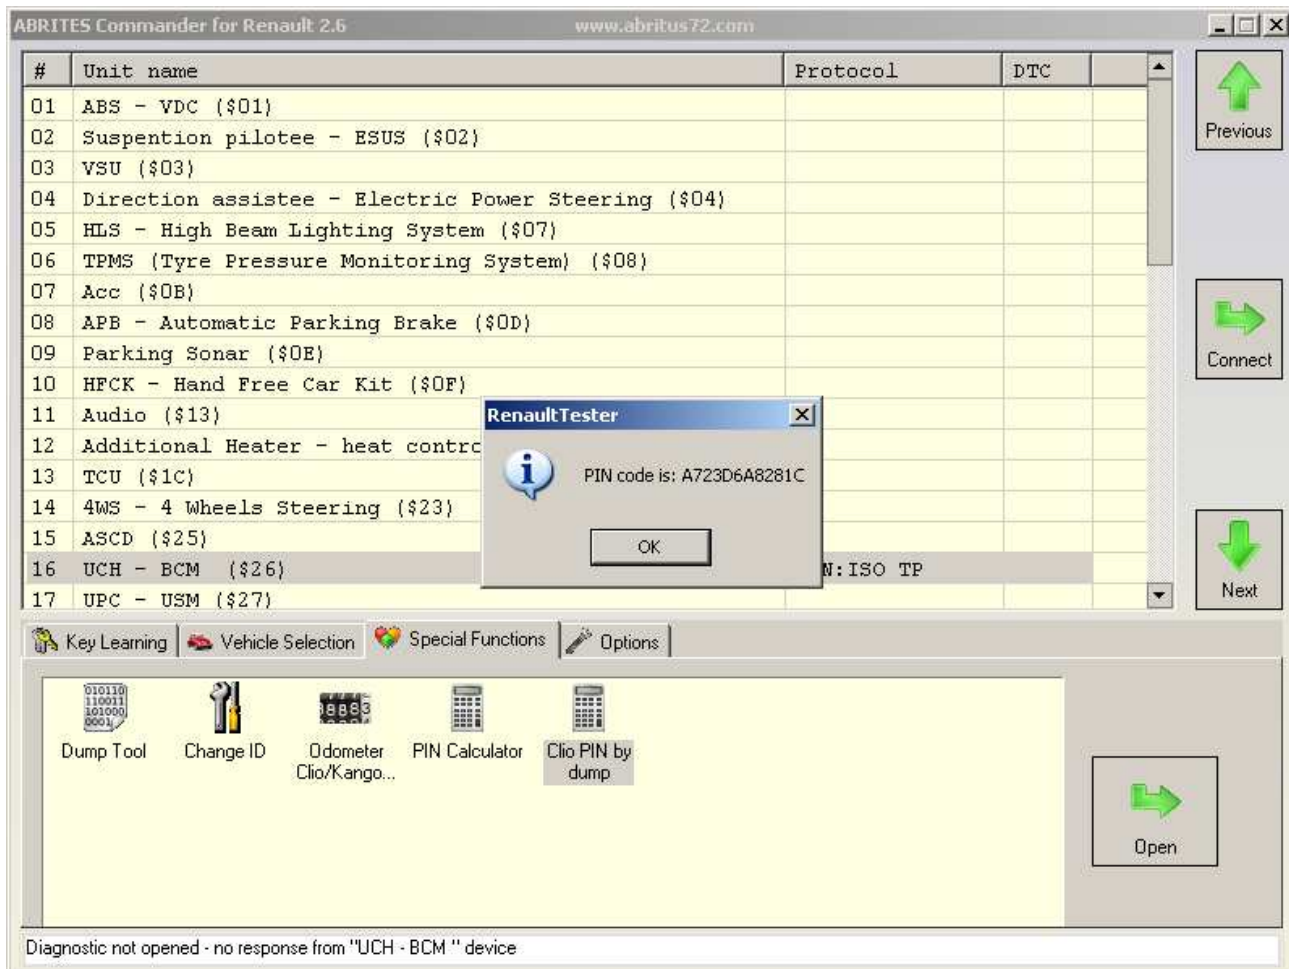 ABRITES Commander for Renault 2.6 www.abritus72.com
# Unit name Protocol DTC
01 ABS - VDC ($01)
02 Suspention pilotee - ESUS ($02)
03 VSU ($03)
04 Direction assistee - Electric Power Steering ($04)
05 HLS - High Beam Lighting System ($07)
06 TPMS (Tyre Pressure Monitoring System) ($08)
07 Acc ($0B)
08 APB - Automatic Parking Brake ($0D)
09 Parking Sonar ($0E)
10 HFCK - Hand Free Car Kit ($0F)
11 Audio ($13)
12 Additional Heater - heat contro
13 TCU ($1C)
14 4WS - 4 Wheels Steering ($23)
15 ASCD ($25)
16 UCH - BCM ($26) N:ISO TP
17 UPC - USM ($27)
Previous
Connect
Next
RenaultTester
PIN code is: A723D6A8281C
OK
Key Learning Vehicle Selection Special Functions Options
010110
110011
101000
0001
8888
Dump Tool Change ID Odometer PIN Calculator Clio PIN by
Clio/Kango... dump
Open
Diagnostic not opened - no response from "UCH - BCM " device